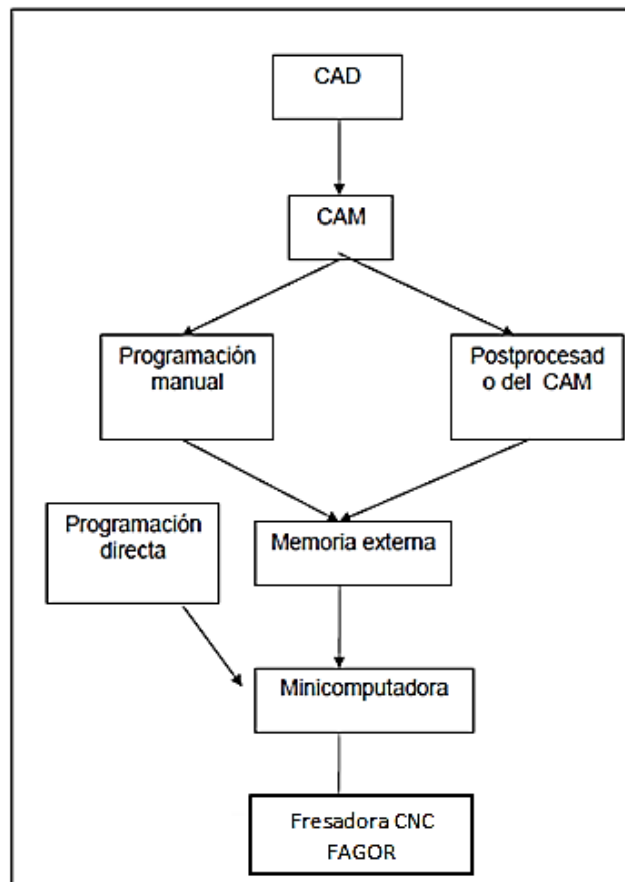 CAD
CAM
Programación
manual
Postprocesad
o del CAM
Programación
directa
Memoria externa
Minicomputadora
Fresadora CNC
FAGOR